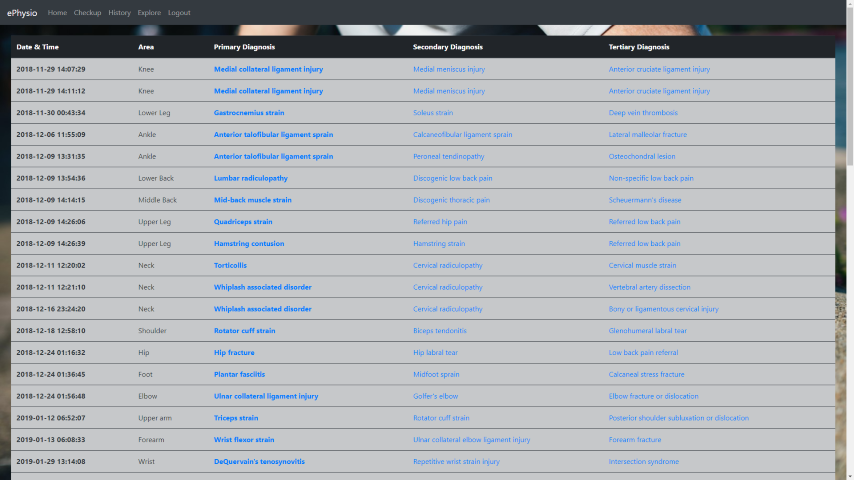 ePhysio Home Checkup History Explore Logout
Date & Time Area Primary Diagnosis Secondary Diagnosis Tertiary Diagnosis
2018-11-29 14:07:29 Knee Medial collateral ligament injury Medial meniscus injury Anterior cruciate ligament injury
2018-11-29 14:11:12 Knee Medial collateral ligament injury Medial meniscus injury Anterior cruciate ligament injury
2018-11-30 00:43:34 Lower Leg Gastrocnemius strain Soleus strain Deep vein thrombosis
2018-12-06 11:55:09 Ankle Anterior talofibular ligament sprain Calcaneofibular ligament sprain Lateral malleolar fracture
2018-12-09 13:31:35 Ankle Anterior talofibular ligament sprain Peroneal tendinopathy Osteochondral lesion
2018-12-09 13:54:36 Lower Back Lumbar radiculopathy Discogenic low back pain Non-specific low back pain
2018-12-09 14:14:15 Middle Back Mid-back muscle strain Discogenic thoracic pain Scheuermann's disease
2018-12-09 14:26:06 Upper Leg Quadriceps strain Referred hip pain Referred low back pain
2018-12-09 14:26:39 Upper Leg Hamstring contusion Hamstring strain Referred low back pain
2018-12-11 12:20:02 Neck Torticollis Cervical radiculopathy Cervical muscle strain
2018-12-11 12:21:10 Neck Whiplash associated disorder Cervical radiculopathy Vertebral artery dissection
2018-12-16 23:24:20 Neck Whiplash associated disorder Cervical radiculopathy Bony or ligamentous cervical injury
2018-12-18 12:58:10 Shoulder Rotator cuff strain Biceps tendonitis Glenohumeral labral tear
2018-12-24 01:16:32 Hip Hip fracture Hip labral tear Low back pain referral
2018-12-24 01:36:45 Foot Plantar fasciitis Midfoot sprain Calcaneal stress fracture
2018-12-24 01:56:48 Elbow Ulnar collateral ligament injury Golfer's elbow Elbow fracture or dislocation
2019-01-12 06:52:07 Upper arm Triceps strain Rotator cuff strain Posterior shoulder subluxation or dislocation
2019-01-13 06:08:33 Forearm Wrist flexor strain Ulnar collateral elbow ligament injury Forearm fracture
2019-01-29 13:14:08 Wrist DeQuervain's tenosynovitis Repetitive wrist strain injury Intersection syndrome